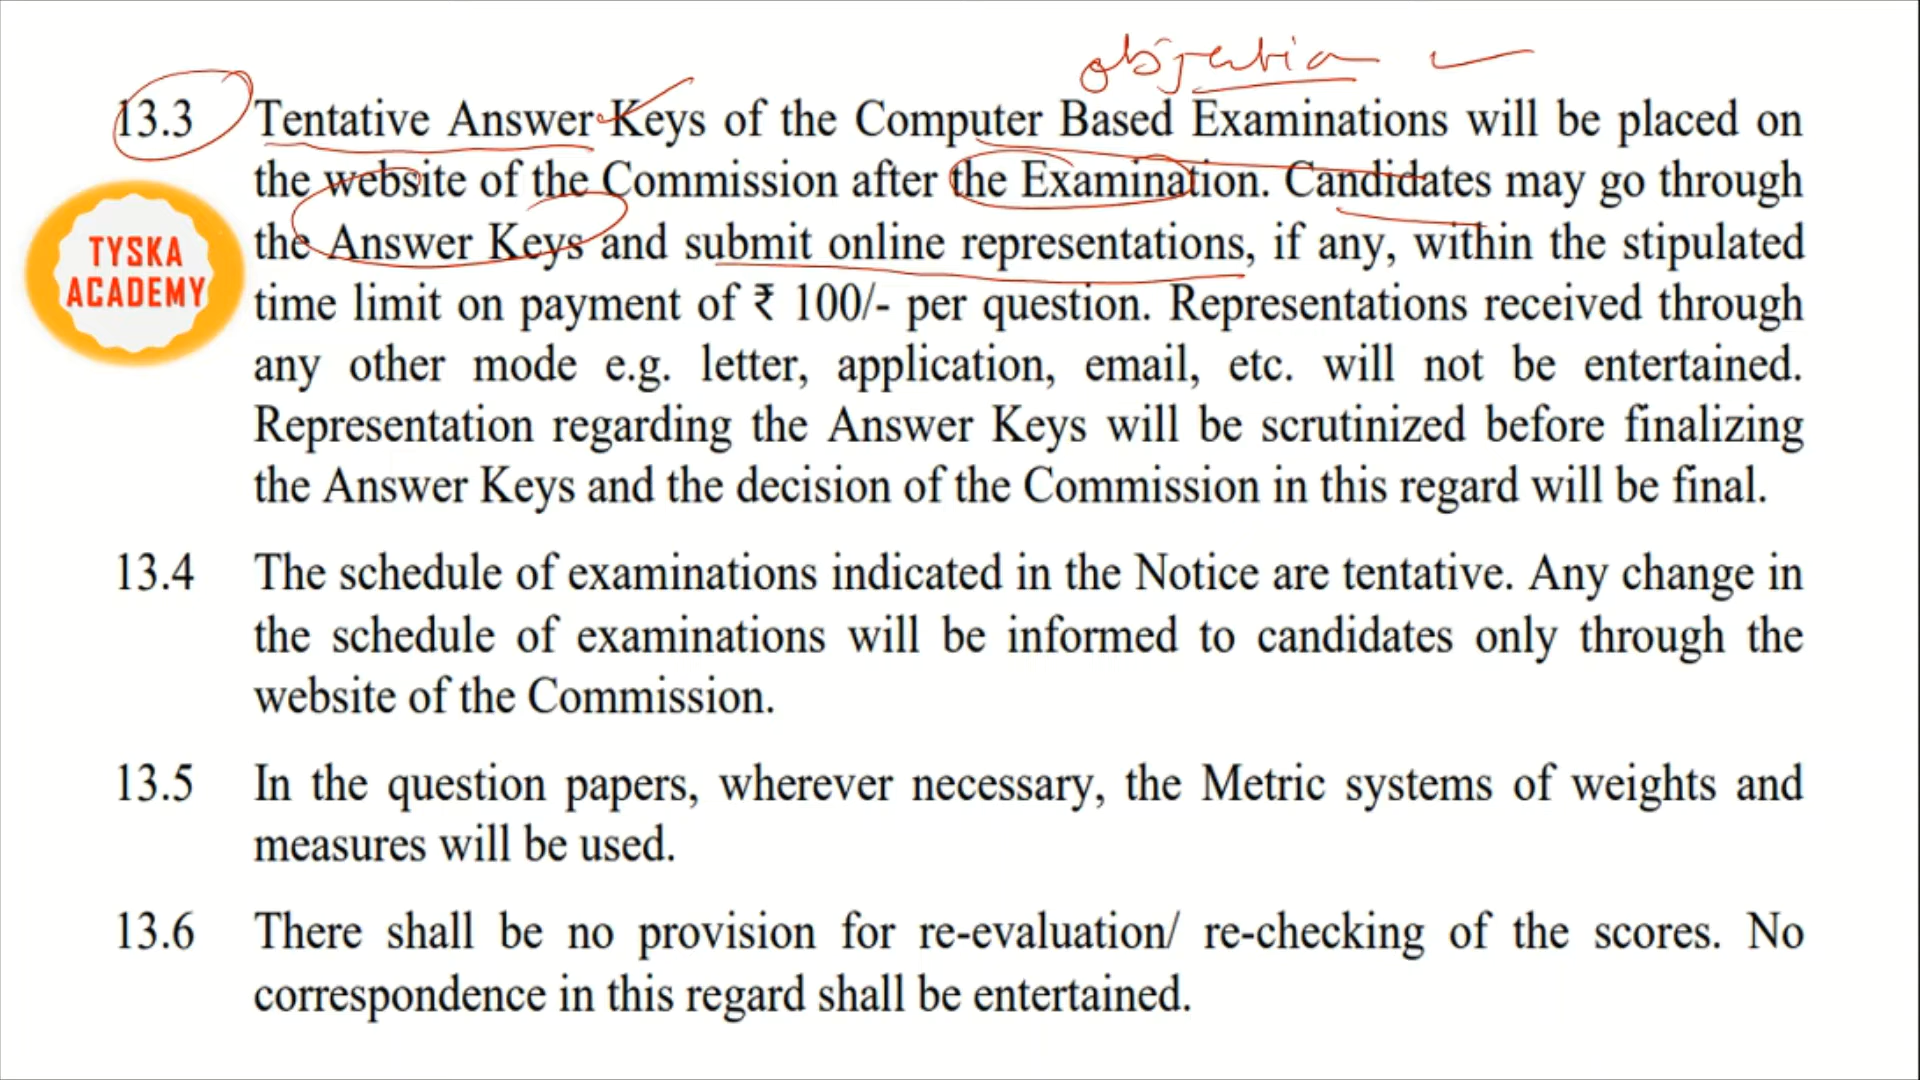 objection
13.3 Tentative Answer Keys of the Computer Based Examinations will be placed on
the website of the Commission after the Examination. Candidates may go through
the Answer Keys and submit online representations, if any, within the stipulated
time limit on payment of ₹ 100/- per question. Representations received through
any other mode e.g. letter, application, email, etc. will not be entertained.
Representation regarding the Answer Keys will be scrutinized before finalizing
the Answer Keys and the decision of the Commission in this regard will be final.
TYSKA
ACADEMY
13.4 The schedule of examinations indicated in the Notice are tentative. Any change in
the schedule of examinations will be informed to candidates only through the
website of the Commission.
13.5 In the question papers, wherever necessary, the Metric systems of weights and
measures will be used.
13.6 There shall be no provision for re-evaluation/ re-checking of the scores. No
correspondence in this regard shall be entertained.